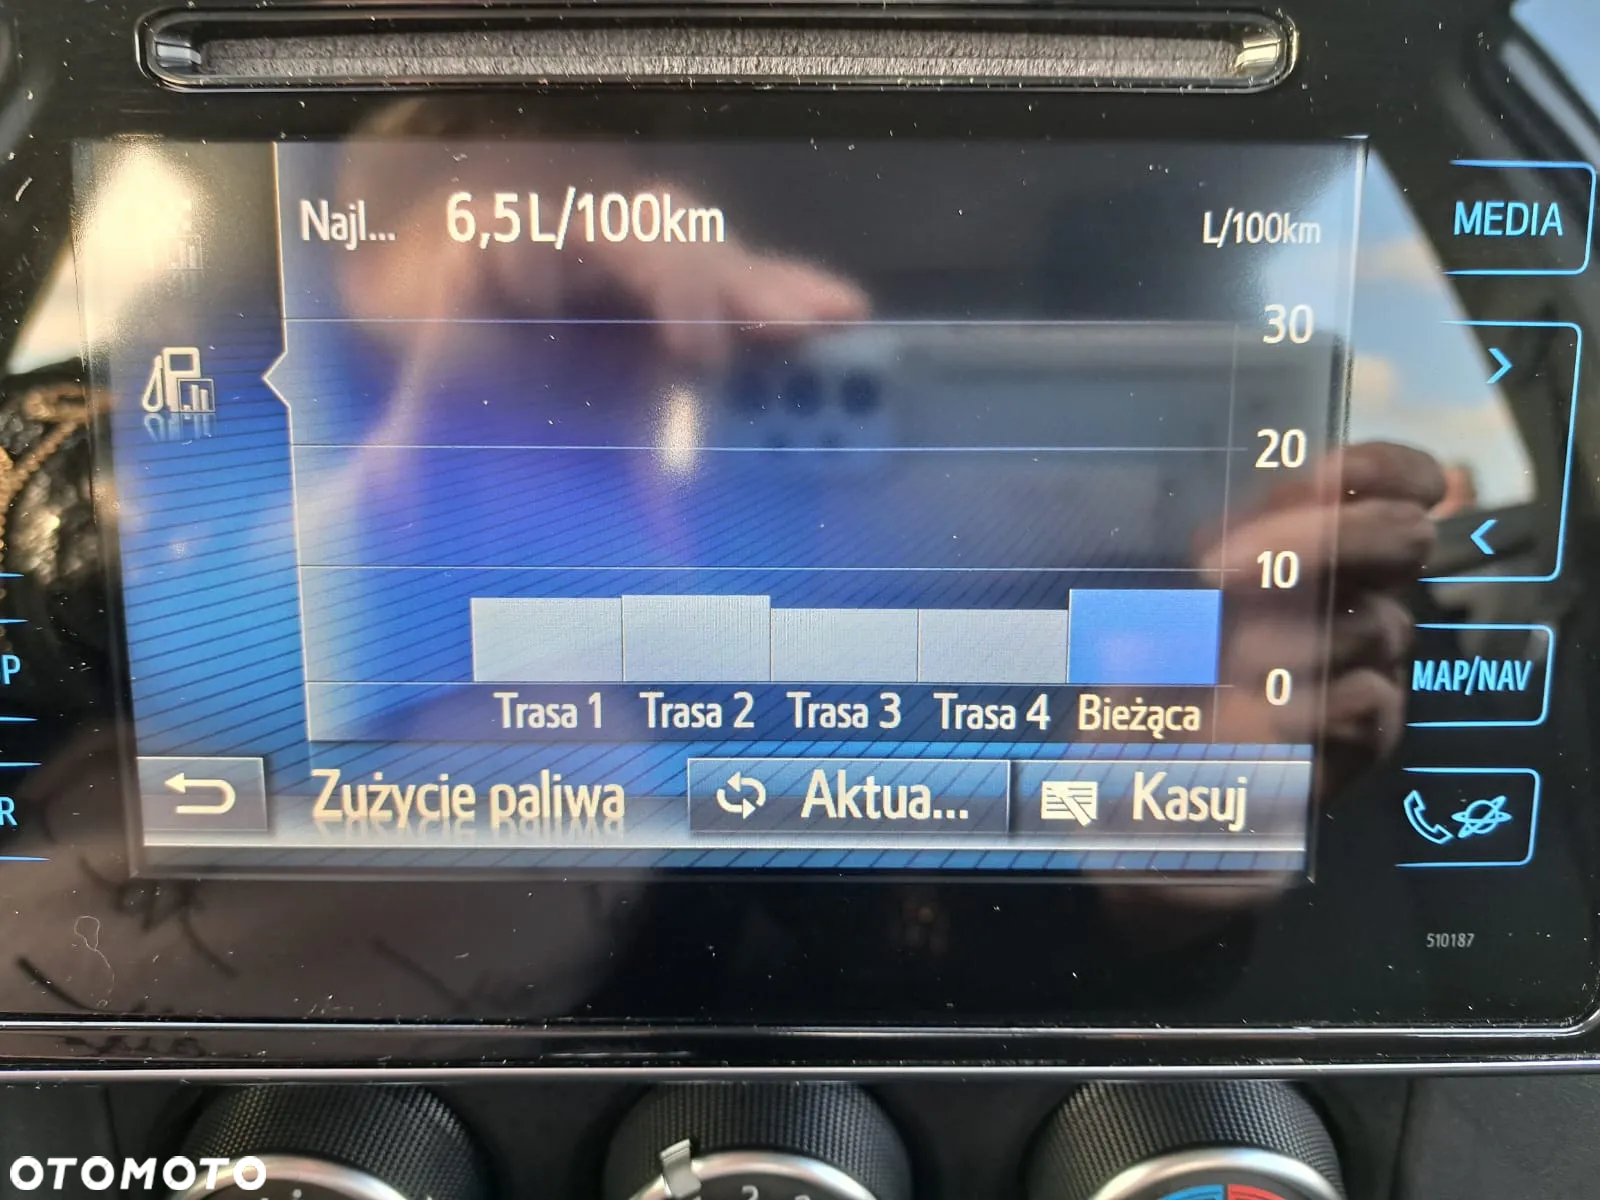 Najl... 6,5L/100km L/100km
30
20
10
0
Trasa 1 Trasa 2 Trasa 3 Trasa 4 Bieżąca
Zużycie paliwa Aktua... Kasuj
MEDIA
MAP/NAV
P
R
510187
2
OTOMOTO